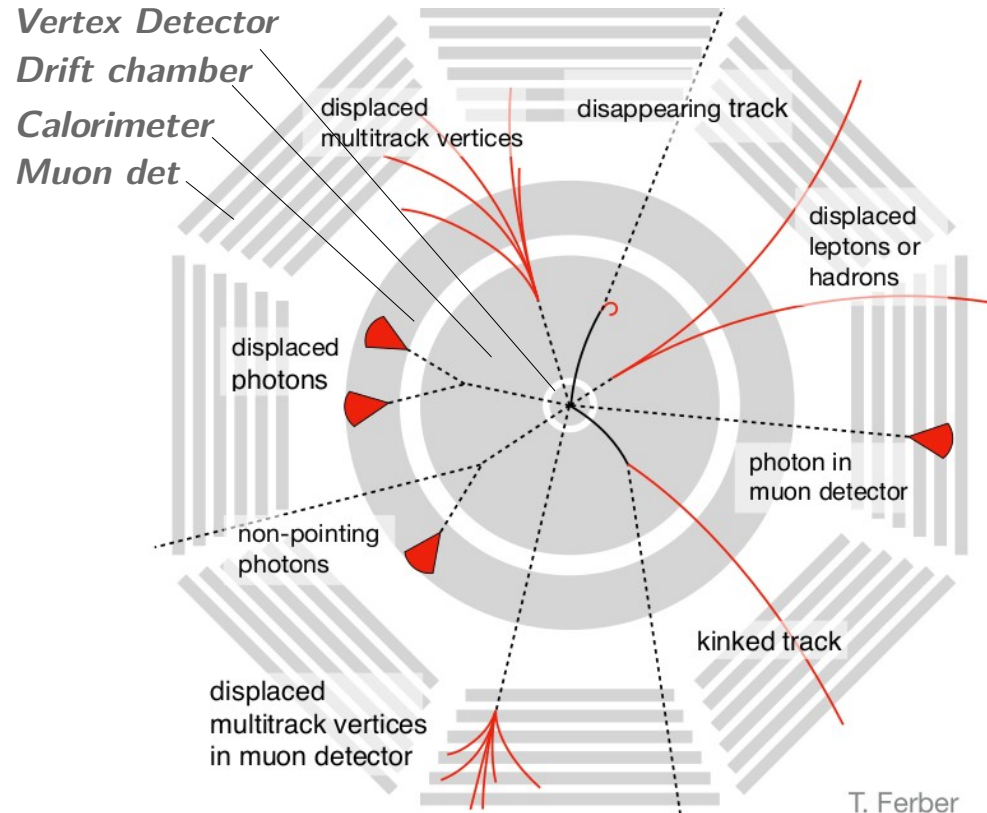 Vertex Detector
Drift chamber
Calorimeter
Muon det
displaced
multitrack vertices
disappearing track
displaced
leptons or
hadrons
displaced
photons
photon in
muon detector
non-pointing
photons
kinked track
displaced
multitrack vertices
in muon detector
T. Ferber